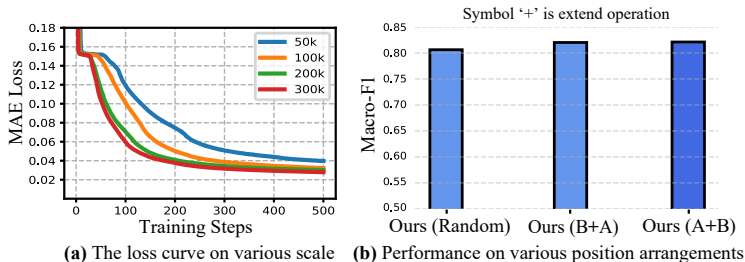 0.18
0.16
0.14
0.12
0.10
0.08
0.06
0.04
0.02
MAE Loss
50k
100k
200k
300k
0 100 200 300 400 500
Training Steps
(a) The loss curve on various scale
Symbol '+' is extend operation
0.85
0.80
0.75
0.70
0.65
0.60
0.55
0.50
Macro-F1
Ours (Random) Ours (B+A) Ours (A+B)
(b) Performance on various position arrangements